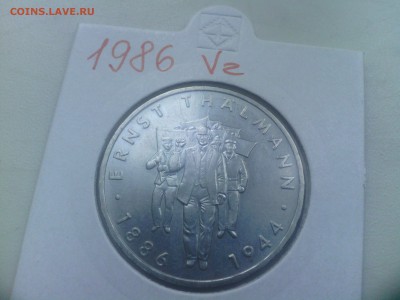 COINS.LAVE.RU
1986 Vz
· ERNST THÄLMANN ·
1886 1944